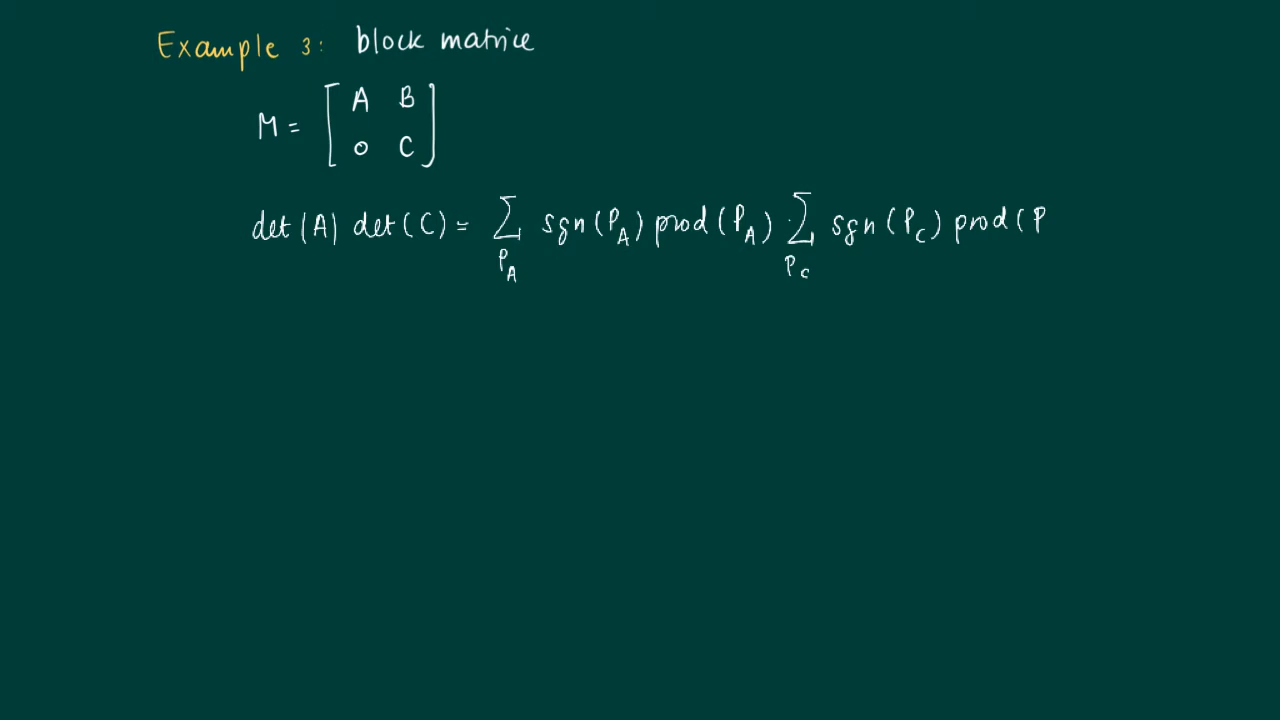 Example 3: block matrice
M = [ A B
0 C ]
det(A) det(C) = ∑ sgn(P_A) prod(P_A) · ∑ sgn(P_C) prod(P
P_A P_C